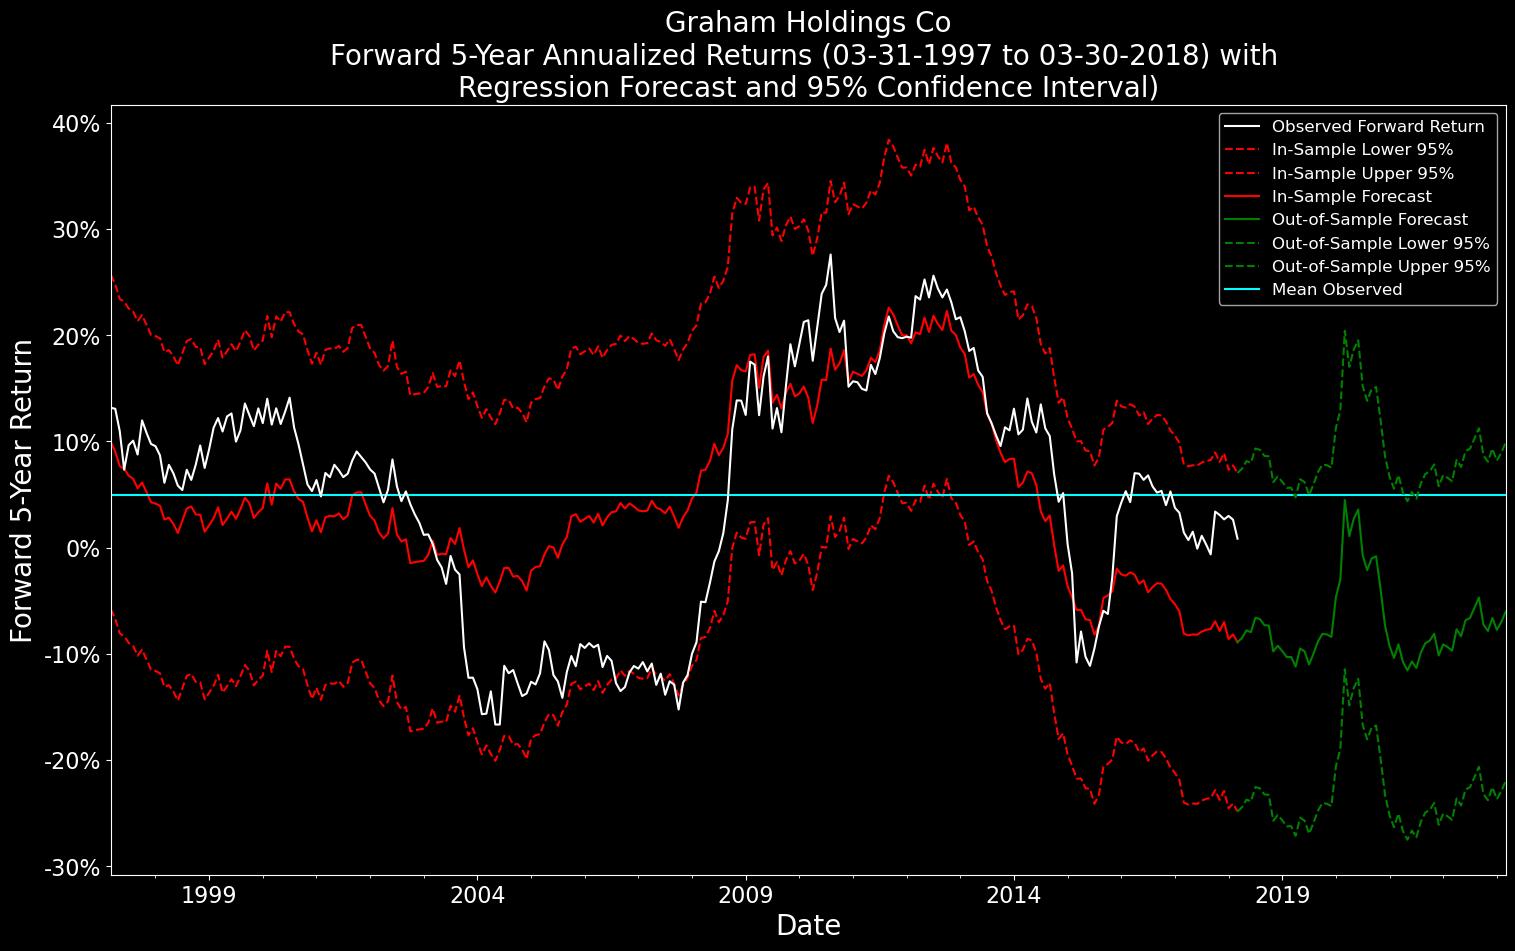 Graham Holdings Co
Forward 5-Year Annualized Returns (03-31-1997 to 03-30-2018) with
Regression Forecast and 95% Confidence Interval)
Forward 5-Year Return
40%
30%
20%
10%
0%
-10%
-20%
-30%
Observed Forward Return
In-Sample Lower 95%
In-Sample Upper 95%
In-Sample Forecast
Out-of-Sample Forecast
Out-of-Sample Lower 95%
Out-of-Sample Upper 95%
Mean Observed
1999 2004 2009 2014 2019
Date